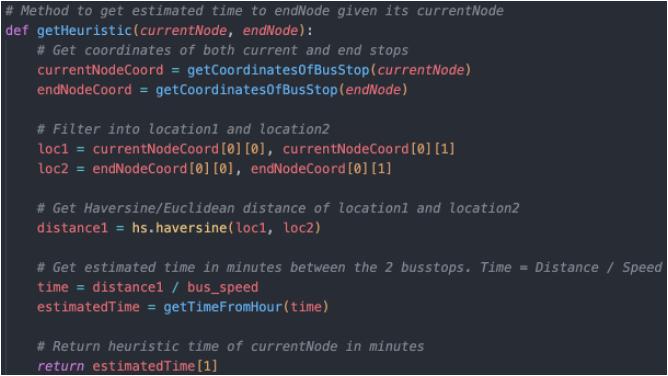 # Method to get estimated time to endNode given its currentNode
def getHeuristic(currentNode, endNode):
    # Get coordinates of both current and end stops
    currentNodeCoord = getCoordinatesOfBusStop(currentNode)
    endNodeCoord = getCoordinatesOfBusStop(endNode)

    # Filter into location1 and location2
    loc1 = currentNodeCoord[0][0], currentNodeCoord[0][1]
    loc2 = endNodeCoord[0][0], endNodeCoord[0][1]

    # Get Haversine/Euclidean distance of location1 and location2
    distance1 = hs.haversine(loc1, loc2)

    # Get estimated time in minutes between the 2 busstops. Time = Distance / Speed
    time = distance1 / bus_speed
    estimatedTime = getTimeFromHour(time)

    # Return heuristic time of currentNode in minutes
    return estimatedTime[1]